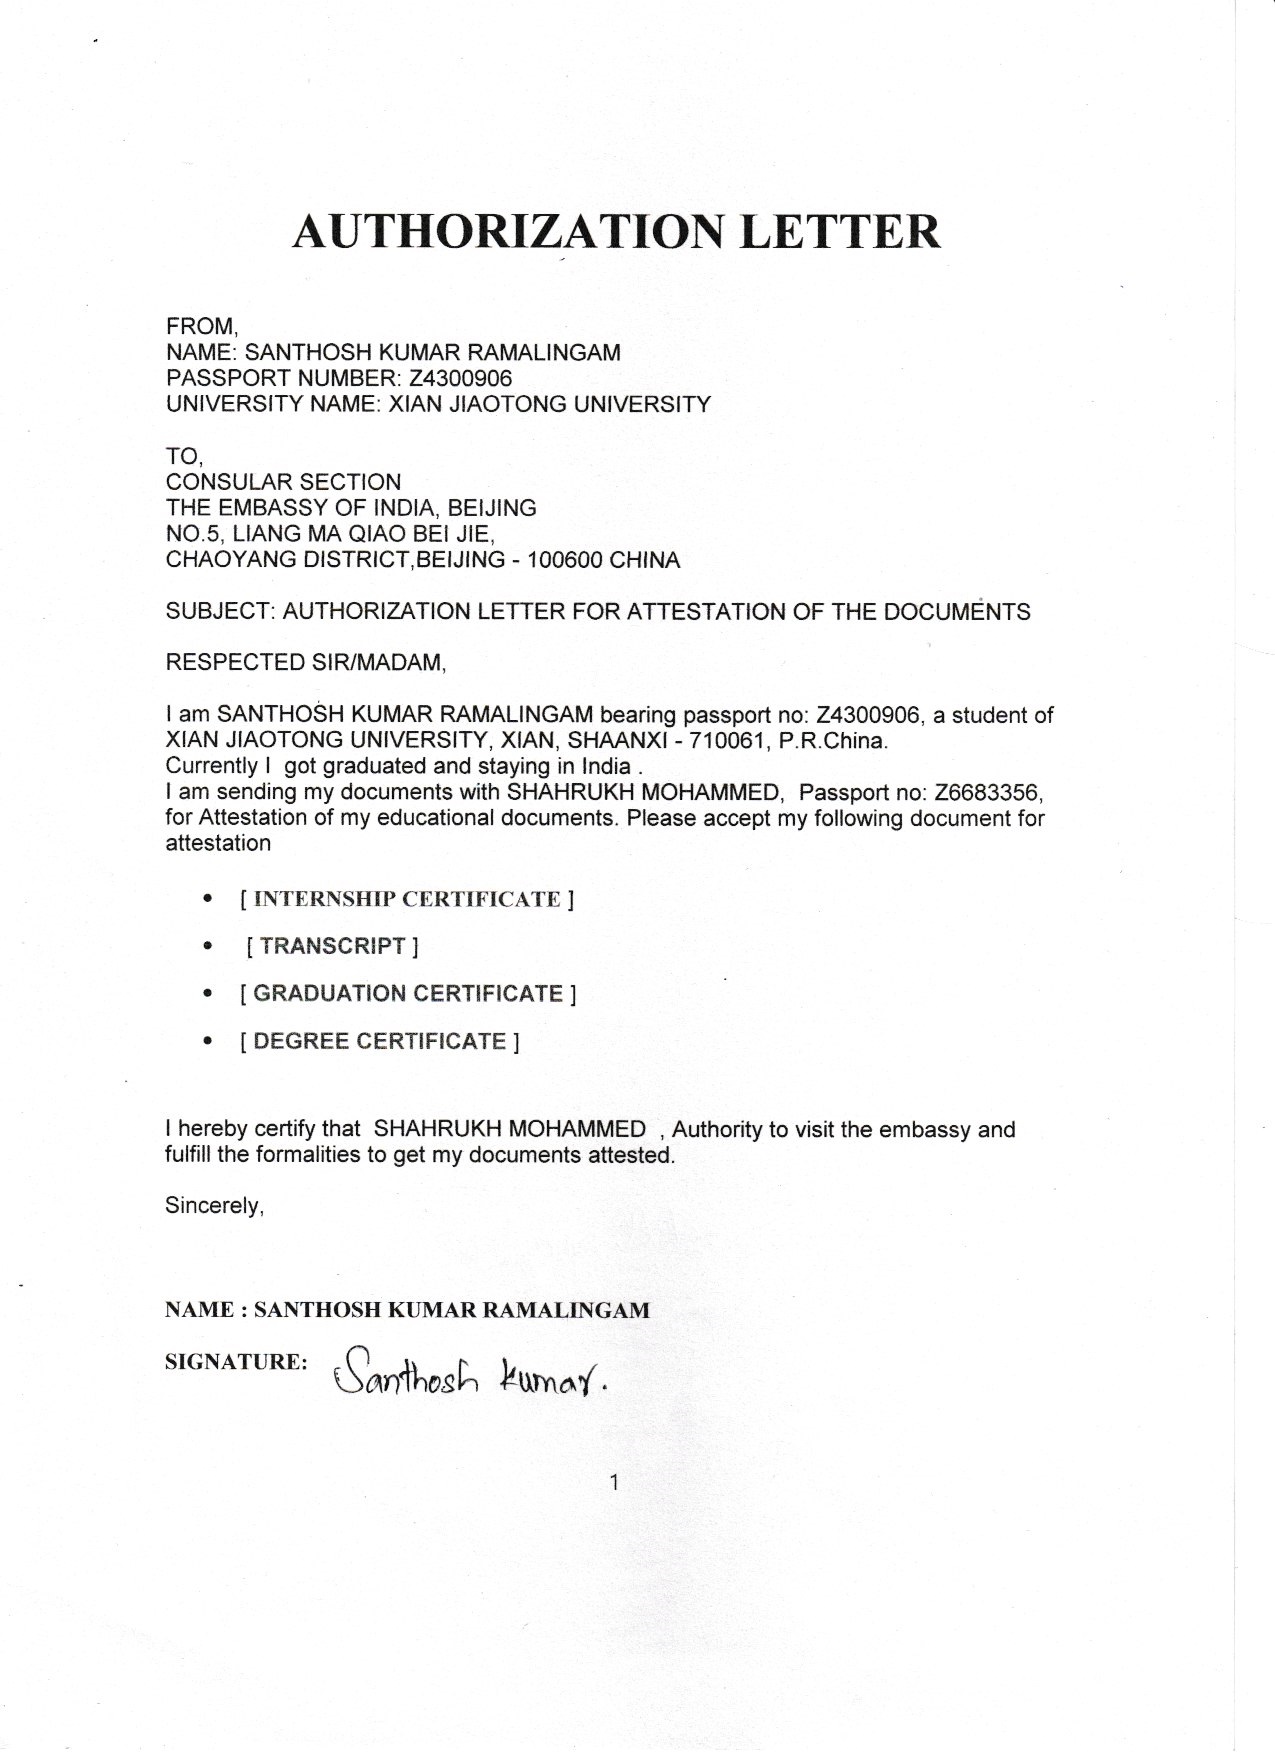 AUTHORIZATION LETTER
FROM,
NAME: SANTHOSH KUMAR RAMALINGAM
PASSPORT NUMBER: Z4300906
UNIVERSITY NAME: XIAN JIAOTONG UNIVERSITY
TO,
CONSULAR SECTION
THE EMBASSY OF INDIA, BEIJING
NO.5, LIANG MA QIAO BEI JIE,
CHAOYANG DISTRICT,BEIJING - 100600 CHINA
SUBJECT: AUTHORIZATION LETTER FOR ATTESTATION OF THE DOCUMENTS
RESPECTED SIR/MADAM,
I am SANTHOSH KUMAR RAMALINGAM bearing passport no: Z4300906, a student of
XIAN JIAOTONG UNIVERSITY, XIAN, SHAANXI - 710061, P.R.China.
Currently I  got graduated and staying in India .
I am sending my documents with SHAHRUKH MOHAMMED,  Passport no: Z6683356,
for Attestation of my educational documents. Please accept my following document for
attestation
• [ INTERNSHIP CERTIFICATE ]
• [ TRANSCRIPT ]
• [ GRADUATION CERTIFICATE ]
• [ DEGREE CERTIFICATE ]
I hereby certify that  SHAHRUKH MOHAMMED  , Authority to visit the embassy and
fulfill the formalities to get my documents attested.
Sincerely,
NAME : SANTHOSH KUMAR RAMALINGAM
SIGNATURE: Santhosh kumar.
1